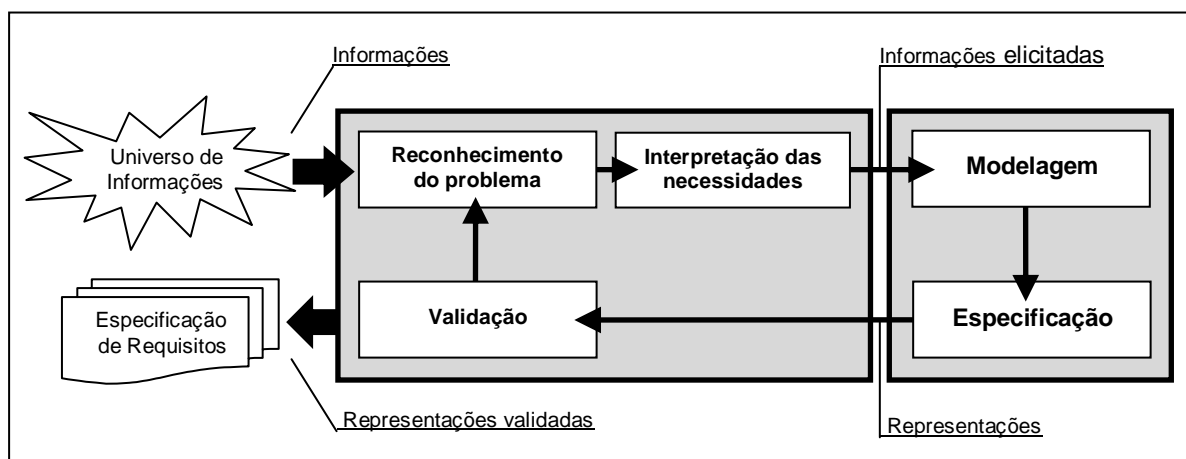 Informações
Informações elicitadas
Universo de
Informações
Reconhecimento
do problema
Interpretação das
necessidades
Modelagem
Especificação
de Requisitos
Validação
Especificação
Representações validadas
Representações